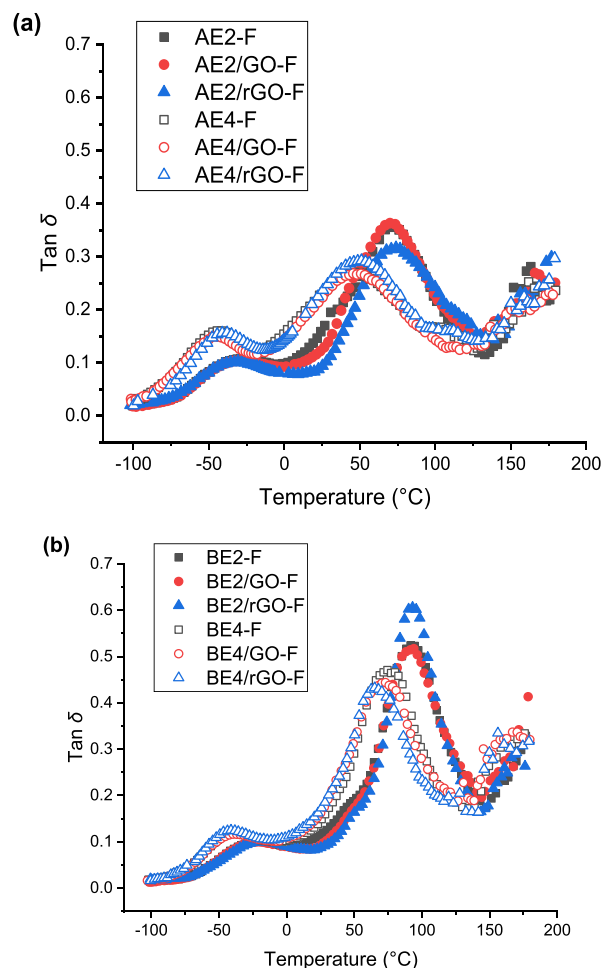 (a)
0.7
0.6
0.5
0.4
0.3
0.2
0.1
0.0
Tan δ
AE2-F
AE2/GO-F
AE2/rGO-F
AE4-F
AE4/GO-F
AE4/rGO-F
-100 -50 0 50 100 150 200
Temperature (°C)
(b)
0.7
0.6
0.5
0.4
0.3
0.2
0.1
0.0
Tan δ
BE2-F
BE2/GO-F
BE2/rGO-F
BE4-F
BE4/GO-F
BE4/rGO-F
-100 -50 0 50 100 150 200
Temperature (°C)